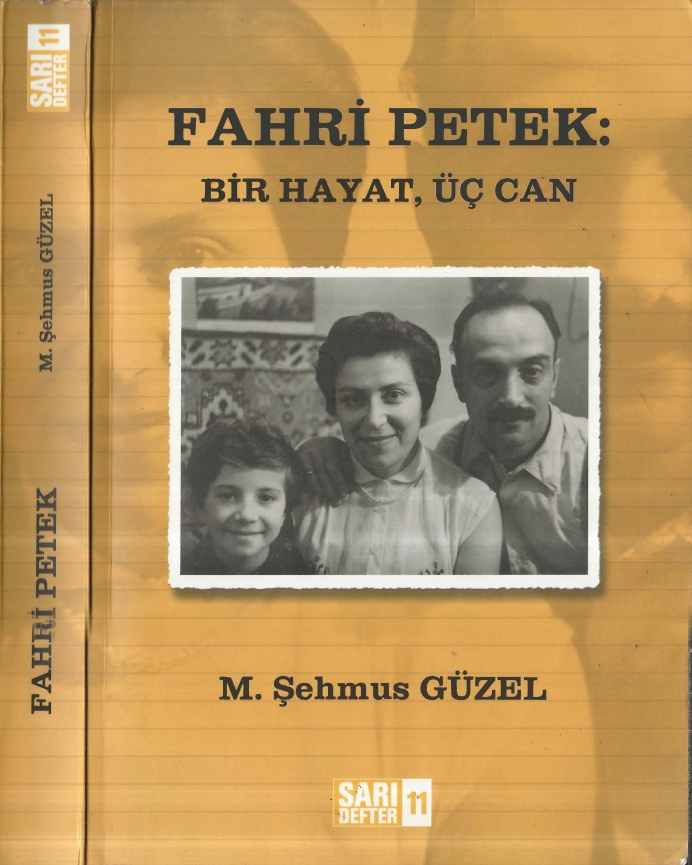 SARI
DEFTER
11
M. Şehmus GÜZEL
FAHRİ PETEK
FAHRİ PETEK:
BİR HAYAT, ÜÇ CAN
M. Şehmus GÜZEL
SARI
DEFTER
11